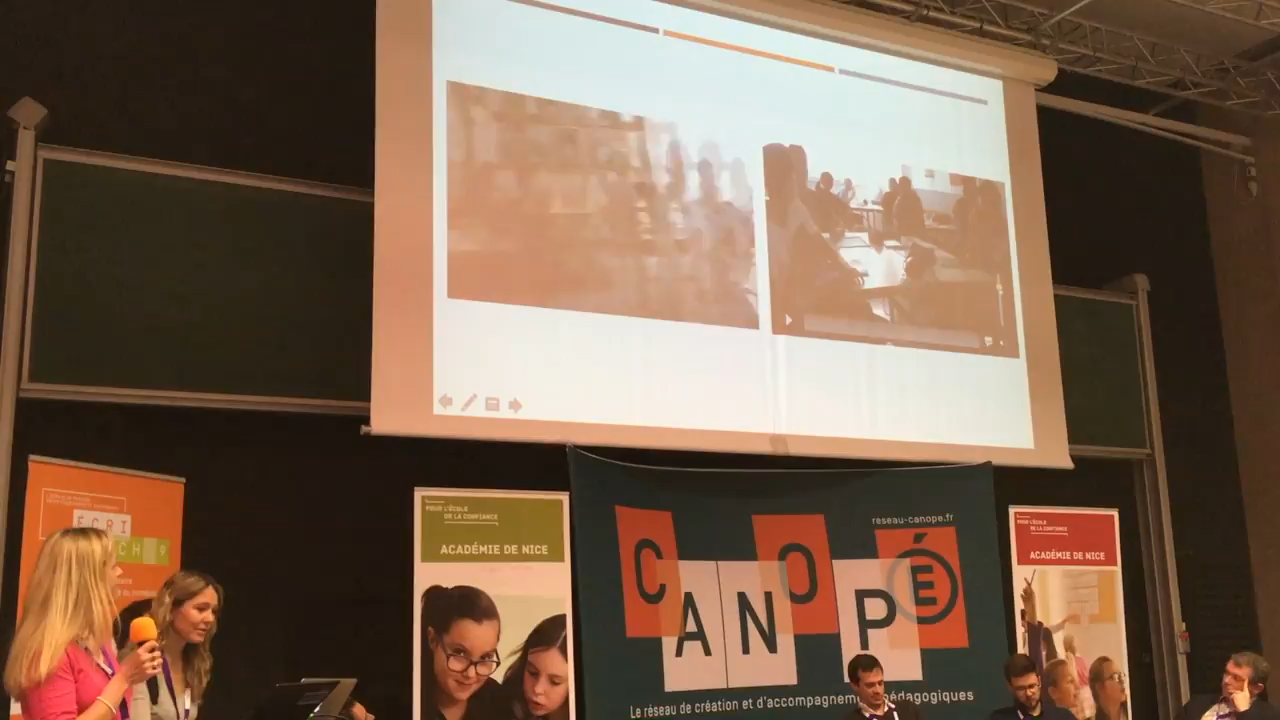 ÉCRI
CH 9
POUR L'ÉCOLE
DE LA CONFIANCE
ACADÉMIE DE NICE
reseau-canope.fr
CANOPÉ
Le réseau de création et d'accompagnem pédagogiques
POUR L'ÉCOLE
DE LA CONFIANCE
ACADÉMIE DE NICE